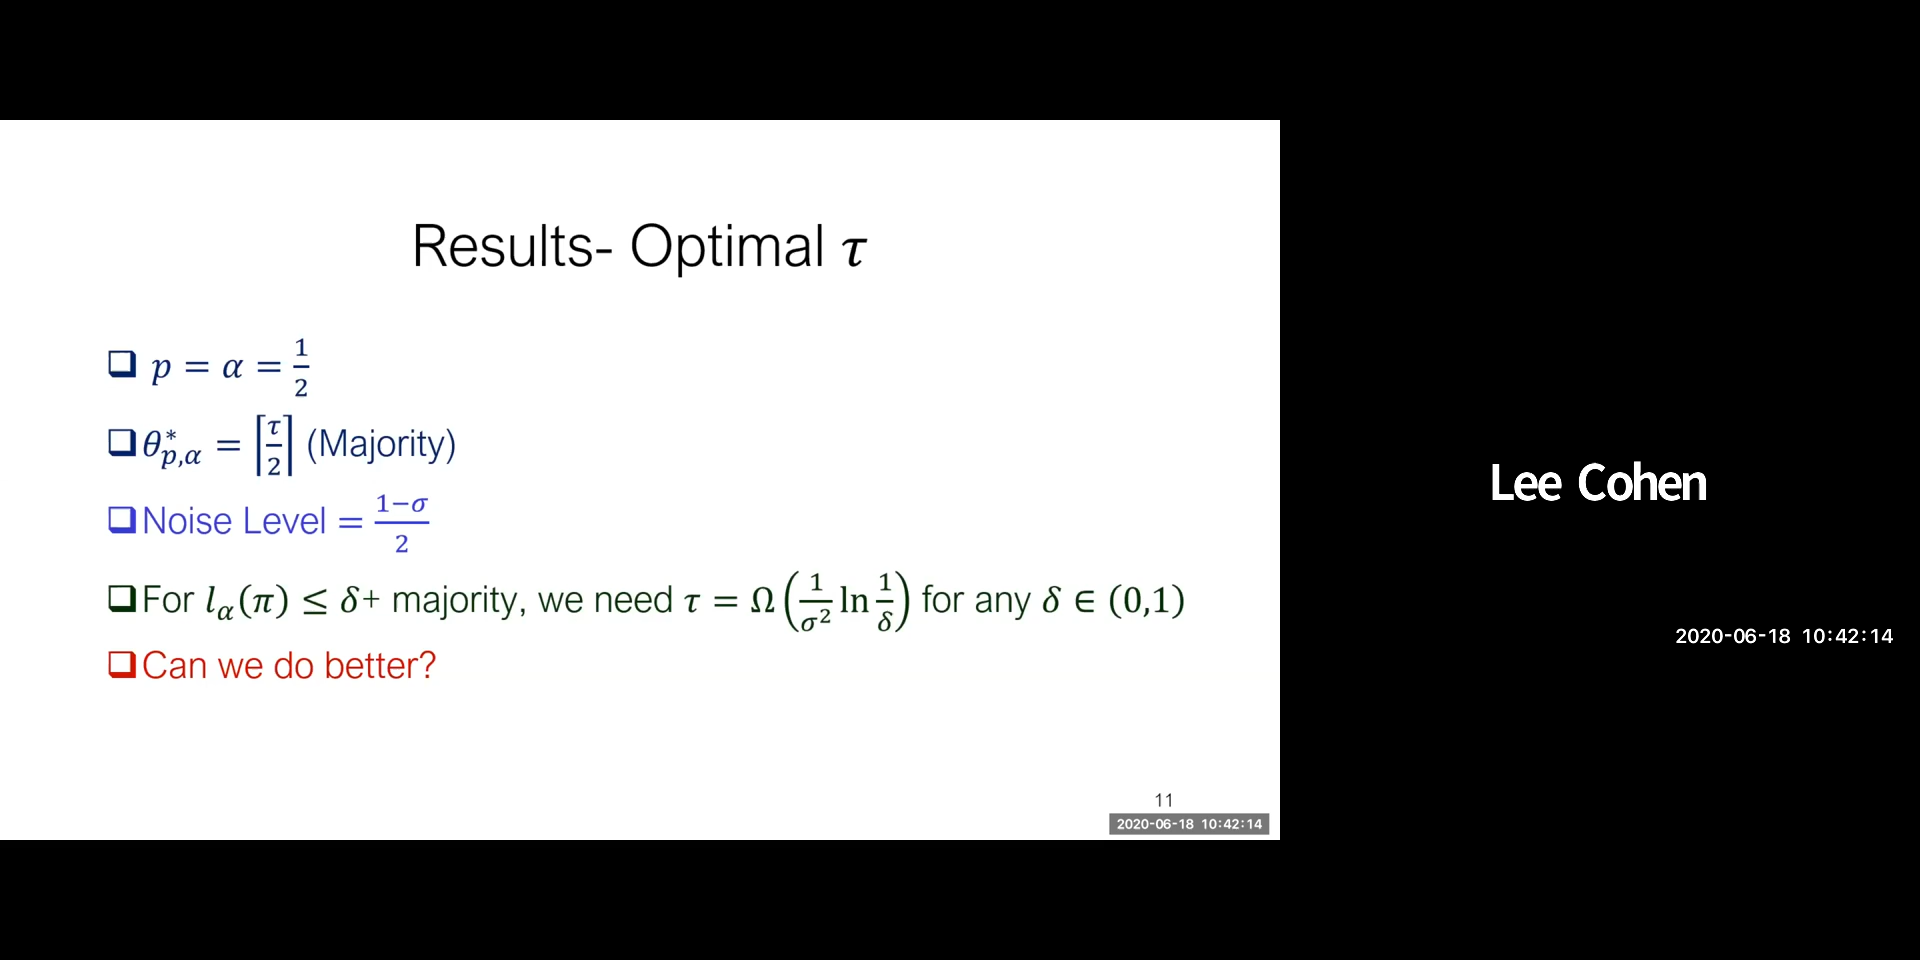 Results- Optimal τ
❑ p = α = 1/2
❑ θ*_{p,α} = ⌈τ/2⌉ (Majority)
❑ Noise Level = (1−σ)/2
❑ For l_α(π) ≤ δ+ majority, we need τ = Ω(1/σ² ln 1/δ) for any δ ∈ (0,1)
❑ Can we do better?
11
2020-06-18 10:42:14
Lee Cohen
2020-06-18 10:42:14